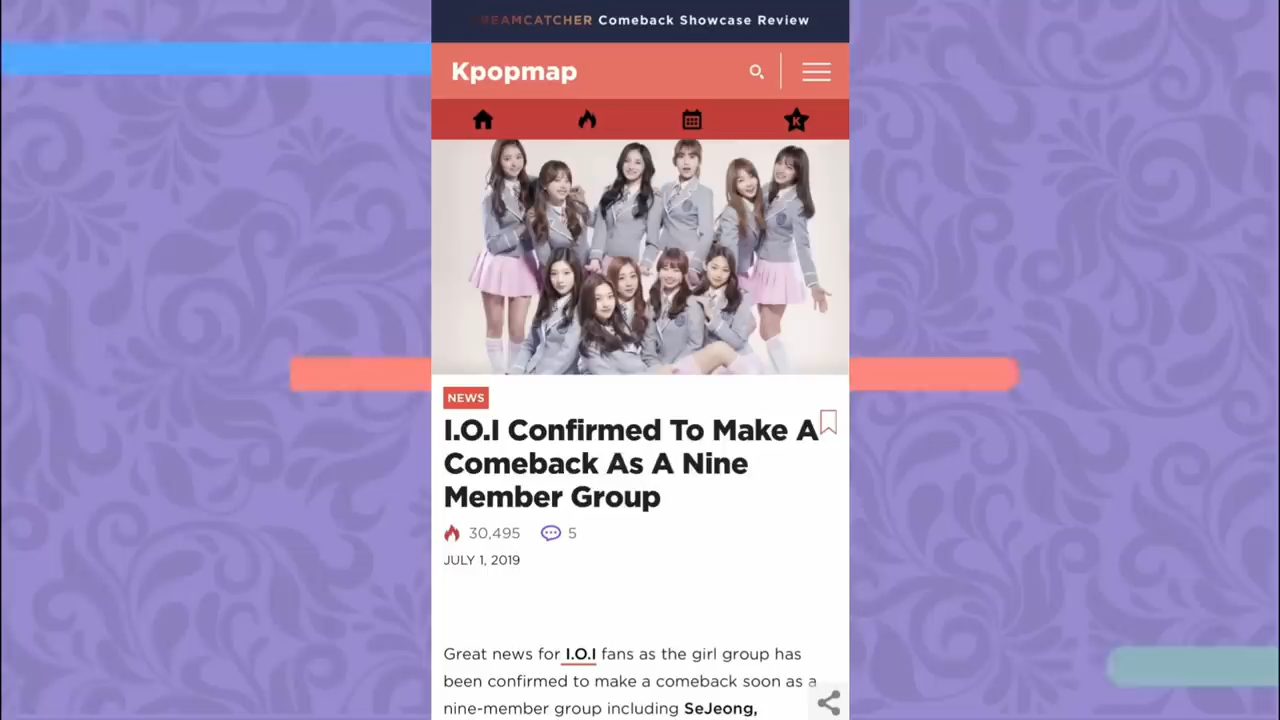 EAMCATCHER Comeback Showcase Review
Kpopmap
K
NEWS
I.O.I Confirmed To Make A
Comeback As A Nine
Member Group
30,495 5
JULY 1, 2019
Great news for I.O.I fans as the girl group has
been confirmed to make a comeback soon as a
nine-member group including SeJeong,